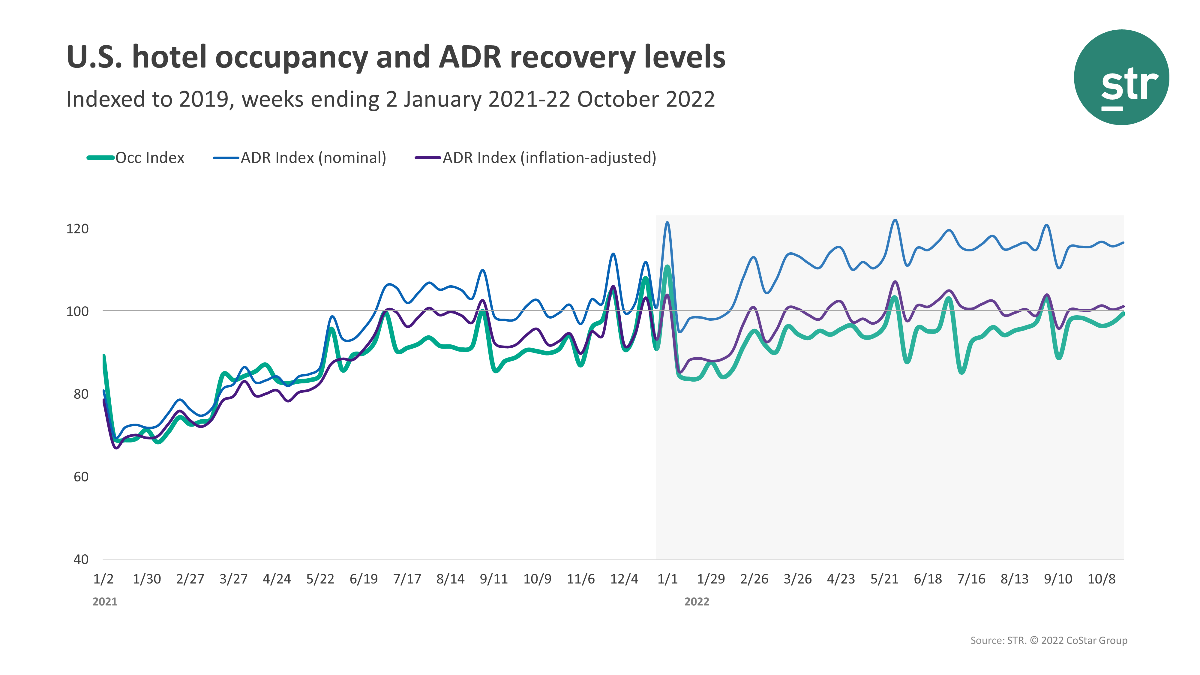 U.S. hotel occupancy and ADR recovery levels
Indexed to 2019, weeks ending 2 January 2021-22 October 2022
str
Occ Index ADR Index (nominal) ADR Index (inflation-adjusted)
120
100
80
60
40
1/2 1/30 2/27 3/27 4/24 5/22 6/19 7/17 8/14 9/11 10/9 11/6 12/4 1/1 1/29 2/26 3/26 4/23 5/21 6/18 7/16 8/13 9/10 10/8
2021 2022
Source: STR. © 2022 CoStar Group